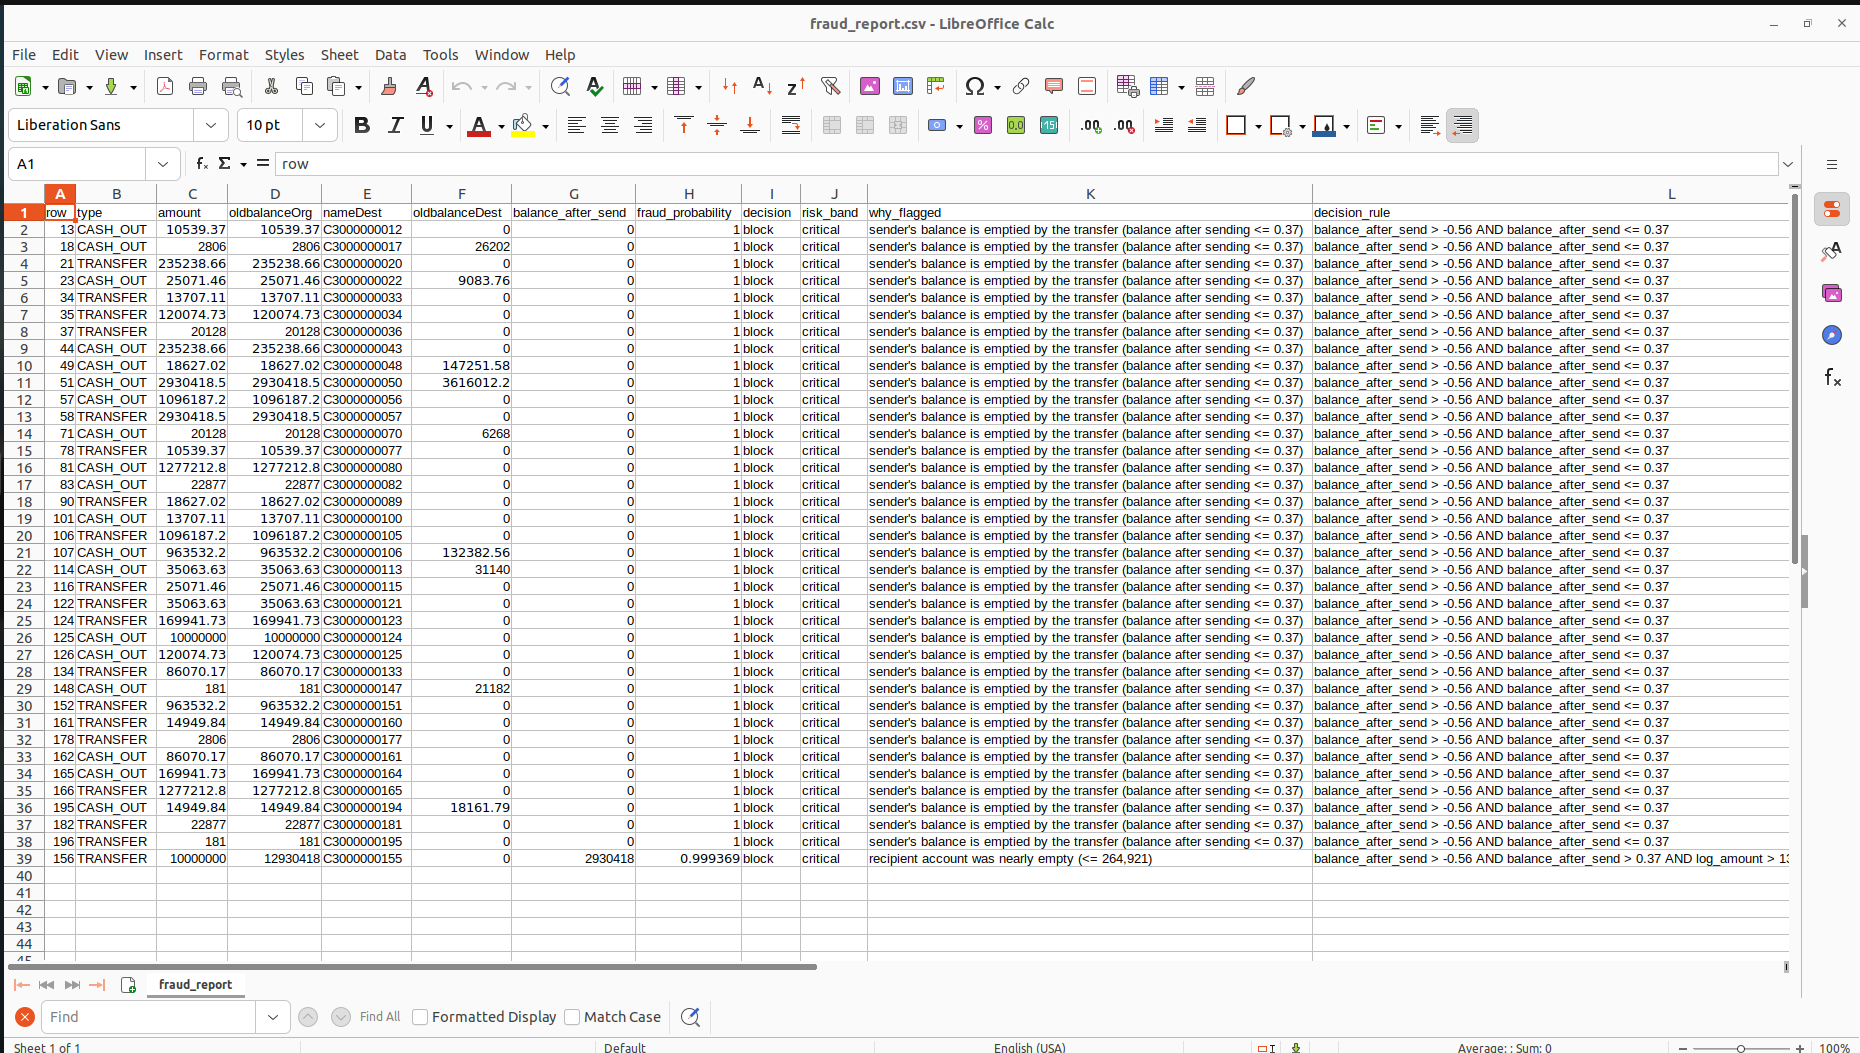 fraud_report.csv - LibreOffice Calc
File Edit View Insert Format Styles Sheet Data Tools Window Help
Liberation Sans 10 pt
A1 row
A B C D E F G H I J K L
1 row type amount oldbalanceOrg nameDest oldbalanceDest balance_after_send fraud_probability decision risk_band why_flagged decision_rule
2 13 CASH_OUT 10539.37 10539.37 C3000000012 0 0 1 block critical sender's balance is emptied by the transfer (balance after sending <= 0.37) balance_after_send > -0.56 AND balance_after_send <= 0.37
3 18 CASH_OUT 2806 2806 C3000000017 26202 0 1 block critical sender's balance is emptied by the transfer (balance after sending <= 0.37) balance_after_send > -0.56 AND balance_after_send <= 0.37
4 21 TRANSFER 235238.66 235238.66 C3000000020 0 0 1 block critical sender's balance is emptied by the transfer (balance after sending <= 0.37) balance_after_send > -0.56 AND balance_after_send <= 0.37
5 23 CASH_OUT 25071.46 25071.46 C3000000022 9083.76 0 1 block critical sender's balance is emptied by the transfer (balance after sending <= 0.37) balance_after_send > -0.56 AND balance_after_send <= 0.37
6 34 TRANSFER 13707.11 13707.11 C3000000033 0 0 1 block critical sender's balance is emptied by the transfer (balance after sending <= 0.37) balance_after_send > -0.56 AND balance_after_send <= 0.37
7 35 TRANSFER 120074.73 120074.73 C3000000034 0 0 1 block critical sender's balance is emptied by the transfer (balance after sending <= 0.37) balance_after_send > -0.56 AND balance_after_send <= 0.37
8 37 TRANSFER 20128 20128 C3000000036 0 0 1 block critical sender's balance is emptied by the transfer (balance after sending <= 0.37) balance_after_send > -0.56 AND balance_after_send <= 0.37
9 44 CASH_OUT 235238.66 235238.66 C3000000043 0 0 1 block critical sender's balance is emptied by the transfer (balance after sending <= 0.37) balance_after_send > -0.56 AND balance_after_send <= 0.37
10 49 CASH_OUT 18627.02 18627.02 C3000000048 147251.58 0 1 block critical sender's balance is emptied by the transfer (balance after sending <= 0.37) balance_after_send > -0.56 AND balance_after_send <= 0.37
11 51 CASH_OUT 2930418.5 2930418.5 C3000000050 3616012.2 0 1 block critical sender's balance is emptied by the transfer (balance after sending <= 0.37) balance_after_send > -0.56 AND balance_after_send <= 0.37
12 57 CASH_OUT 1096187.2 1096187.2 C3000000056 0 0 1 block critical sender's balance is emptied by the transfer (balance after sending <= 0.37) balance_after_send > -0.56 AND balance_after_send <= 0.37
13 58 TRANSFER 2930418.5 2930418.5 C3000000057 0 0 1 block critical sender's balance is emptied by the transfer (balance after sending <= 0.37) balance_after_send > -0.56 AND balance_after_send <= 0.37
14 71 CASH_OUT 20128 20128 C3000000070 6268 0 1 block critical sender's balance is emptied by the transfer (balance after sending <= 0.37) balance_after_send > -0.56 AND balance_after_send <= 0.37
15 78 TRANSFER 10539.37 10539.37 C3000000077 0 0 1 block critical sender's balance is emptied by the transfer (balance after sending <= 0.37) balance_after_send > -0.56 AND balance_after_send <= 0.37
16 81 CASH_OUT 1277212.8 1277212.8 C3000000080 0 0 1 block critical sender's balance is emptied by the transfer (balance after sending <= 0.37) balance_after_send > -0.56 AND balance_after_send <= 0.37
17 83 CASH_OUT 22877 22877 C3000000082 0 0 1 block critical sender's balance is emptied by the transfer (balance after sending <= 0.37) balance_after_send > -0.56 AND balance_after_send <= 0.37
18 90 TRANSFER 18627.02 18627.02 C3000000089 0 0 1 block critical sender's balance is emptied by the transfer (balance after sending <= 0.37) balance_after_send > -0.56 AND balance_after_send <= 0.37
19 101 CASH_OUT 13707.11 13707.11 C3000000100 0 0 1 block critical sender's balance is emptied by the transfer (balance after sending <= 0.37) balance_after_send > -0.56 AND balance_after_send <= 0.37
20 106 TRANSFER 1096187.2 1096187.2 C3000000105 0 0 1 block critical sender's balance is emptied by the transfer (balance after sending <= 0.37) balance_after_send > -0.56 AND balance_after_send <= 0.37
21 107 CASH_OUT 963532.2 963532.2 C3000000106 132382.56 0 1 block critical sender's balance is emptied by the transfer (balance after sending <= 0.37) balance_after_send > -0.56 AND balance_after_send <= 0.37
22 114 CASH_OUT 35063.63 35063.63 C3000000113 31140 0 1 block critical sender's balance is emptied by the transfer (balance after sending <= 0.37) balance_after_send > -0.56 AND balance_after_send <= 0.37
23 116 TRANSFER 25071.46 25071.46 C3000000115 0 0 1 block critical sender's balance is emptied by the transfer (balance after sending <= 0.37) balance_after_send > -0.56 AND balance_after_send <= 0.37
24 122 TRANSFER 35063.63 35063.63 C3000000121 0 0 1 block critical sender's balance is emptied by the transfer (balance after sending <= 0.37) balance_after_send > -0.56 AND balance_after_send <= 0.37
25 124 TRANSFER 169941.73 169941.73 C3000000123 0 0 1 block critical sender's balance is emptied by the transfer (balance after sending <= 0.37) balance_after_send > -0.56 AND balance_after_send <= 0.37
26 125 CASH_OUT 10000000 10000000 C3000000124 0 0 1 block critical sender's balance is emptied by the transfer (balance after sending <= 0.37) balance_after_send > -0.56 AND balance_after_send <= 0.37
27 126 CASH_OUT 120074.73 120074.73 C3000000125 0 0 1 block critical sender's balance is emptied by the transfer (balance after sending <= 0.37) balance_after_send > -0.56 AND balance_after_send <= 0.37
28 134 TRANSFER 86070.17 86070.17 C3000000133 0 0 1 block critical sender's balance is emptied by the transfer (balance after sending <= 0.37) balance_after_send > -0.56 AND balance_after_send <= 0.37
29 148 CASH_OUT 181 181 C3000000147 21182 0 1 block critical sender's balance is emptied by the transfer (balance after sending <= 0.37) balance_after_send > -0.56 AND balance_after_send <= 0.37
30 152 TRANSFER 963532.2 963532.2 C3000000151 0 0 1 block critical sender's balance is emptied by the transfer (balance after sending <= 0.37) balance_after_send > -0.56 AND balance_after_send <= 0.37
31 161 TRANSFER 14949.84 14949.84 C3000000160 0 0 1 block critical sender's balance is emptied by the transfer (balance after sending <= 0.37) balance_after_send > -0.56 AND balance_after_send <= 0.37
32 178 TRANSFER 2806 2806 C3000000177 0 0 1 block critical sender's balance is emptied by the transfer (balance after sending <= 0.37) balance_after_send > -0.56 AND balance_after_send <= 0.37
33 162 CASH_OUT 86070.17 86070.17 C3000000161 0 0 1 block critical sender's balance is emptied by the transfer (balance after sending <= 0.37) balance_after_send > -0.56 AND balance_after_send <= 0.37
34 165 CASH_OUT 169941.73 169941.73 C3000000164 0 0 1 block critical sender's balance is emptied by the transfer (balance after sending <= 0.37) balance_after_send > -0.56 AND balance_after_send <= 0.37
35 166 TRANSFER 1277212.8 1277212.8 C3000000165 0 0 1 block critical sender's balance is emptied by the transfer (balance after sending <= 0.37) balance_after_send > -0.56 AND balance_after_send <= 0.37
36 195 CASH_OUT 14949.84 14949.84 C3000000194 18161.79 0 1 block critical sender's balance is emptied by the transfer (balance after sending <= 0.37) balance_after_send > -0.56 AND balance_after_send <= 0.37
37 182 TRANSFER 22877 22877 C3000000181 0 0 1 block critical sender's balance is emptied by the transfer (balance after sending <= 0.37) balance_after_send > -0.56 AND balance_after_send <= 0.37
38 196 TRANSFER 181 181 C3000000195 0 0 1 block critical sender's balance is emptied by the transfer (balance after sending <= 0.37) balance_after_send > -0.56 AND balance_after_send <= 0.37
39 156 TRANSFER 10000000 12930418 C3000000155 0 2930418 0.999369 block critical recipient account was nearly empty (<= 264,921) balance_after_send > -0.56 AND balance_after_send > 0.37 AND log_amount >
40
41
42
43
44
45
fraud_report
Find Find All Formatted Display Match Case
Sheet 1 of 1 Default English (USA) Average: ; Sum: 0 100%